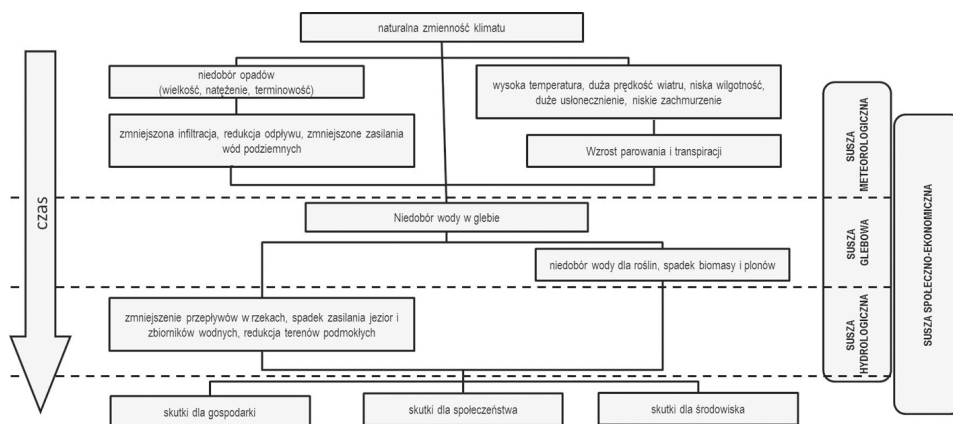 naturalna zmienność klimatu
niedobór opadów
(wielkość, natężenie, terminowość)
wysoka temperatura, duża prędkość wiatru, niska wilgotność,
duże usłonecznienie, niskie zachmurzenie
zmniejszona infiltracja, redukcja odpływu, zmniejszone zasilania
wód podziemnych
Wzrost parowania i transpiracji
Niedobór wody w glebie
niedobór wody dla roślin, spadek biomasy i plonów
zmniejszenie przepływów w rzekach, spadek zasilania jezior i
zbiorników wodnych, redukcja terenów podmokłych
skutki dla gospodarki
skutki dla społeczeństwa
skutki dla środowiska
czas
SUSZA
METEOROLOGICZNA
SUSZA
GLEBOWA
SUSZA
HYDROLOGICZNA
SUSZA SPOŁECZNO-EKONOMICZNA